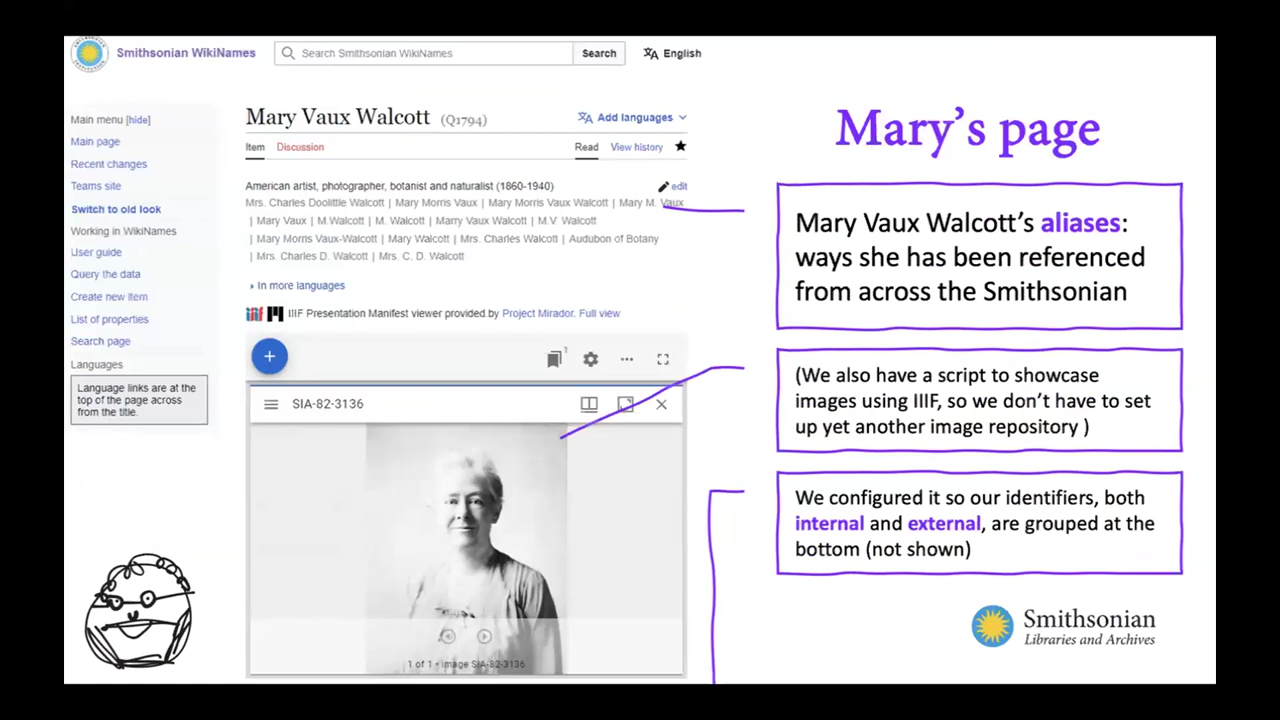 Smithsonian WikiNames
Search Smithsonian WikiNames
Search
English
Main menu [hide]
Main page
Recent changes
Teams site
Switch to old look
Working in WikiNames
User guide
Query the data
Create new item
List of properties
Search page
Languages
Language links are at the
top of the page across
from the title.
Mary Vaux Walcott (Q1794)
Add languages
Item Discussion
Read View history
American artist, photographer, botanist and naturalist (1860-1940)
edit
Mrs. Charles Doolittle Walcott | Mary Morris Vaux | Mary Morris Vaux Walcott | Mary M. Vaux
| Mary Vaux | M.Walcott | M. Walcott | Marry Vaux Walcott | M.V. Walcott
| Mary Morris Vaux-Walcott | Mary Walcott | Mrs. Charles Walcott | Audubon of Botany
| Mrs. Charles D. Walcott | Mrs. C. D. Walcott
In more languages
iiif IIIF Presentation Manifest viewer provided by Project Mirador. Full view
1
SIA-82-3136
1 of 1 • image SIA-82-3136
Mary's page
Mary Vaux Walcott's aliases:
ways she has been referenced
from across the Smithsonian
(We also have a script to showcase
images using IIIF, so we don't have to set
up yet another image repository )
We configured it so our identifiers, both
internal and external, are grouped at the
bottom (not shown)
Smithsonian
Libraries and Archives